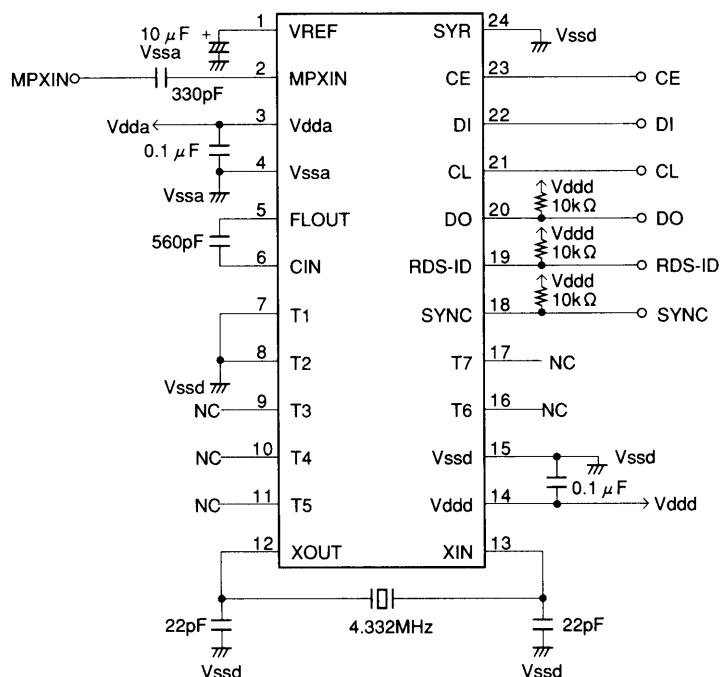 1 VREF SYR 24
10 μF + Vssd
Vssa
MPXIN 2 MPXIN CE 23 CE
330pF
Vdda 3 Vdda DI 22 DI
0.1 μF
4 Vssa CL 21 CL
Vssa Vddd
10kΩ
5 FLOUT DO 20 DO
560pF Vddd
10kΩ
6 CIN RDS-ID 19 RDS-ID
Vddd
10kΩ
7 T1 SYNC 18 SYNC
8 T2 T7 17 NC
Vssd
NC 9 T3 T6 16 NC
NC 10 T4 Vssd 15 Vssd
0.1 μF
NC 11 T5 Vddd 14 Vddd
12 XOUT XIN 13
22pF 4.332MHz 22pF
Vssd Vssd